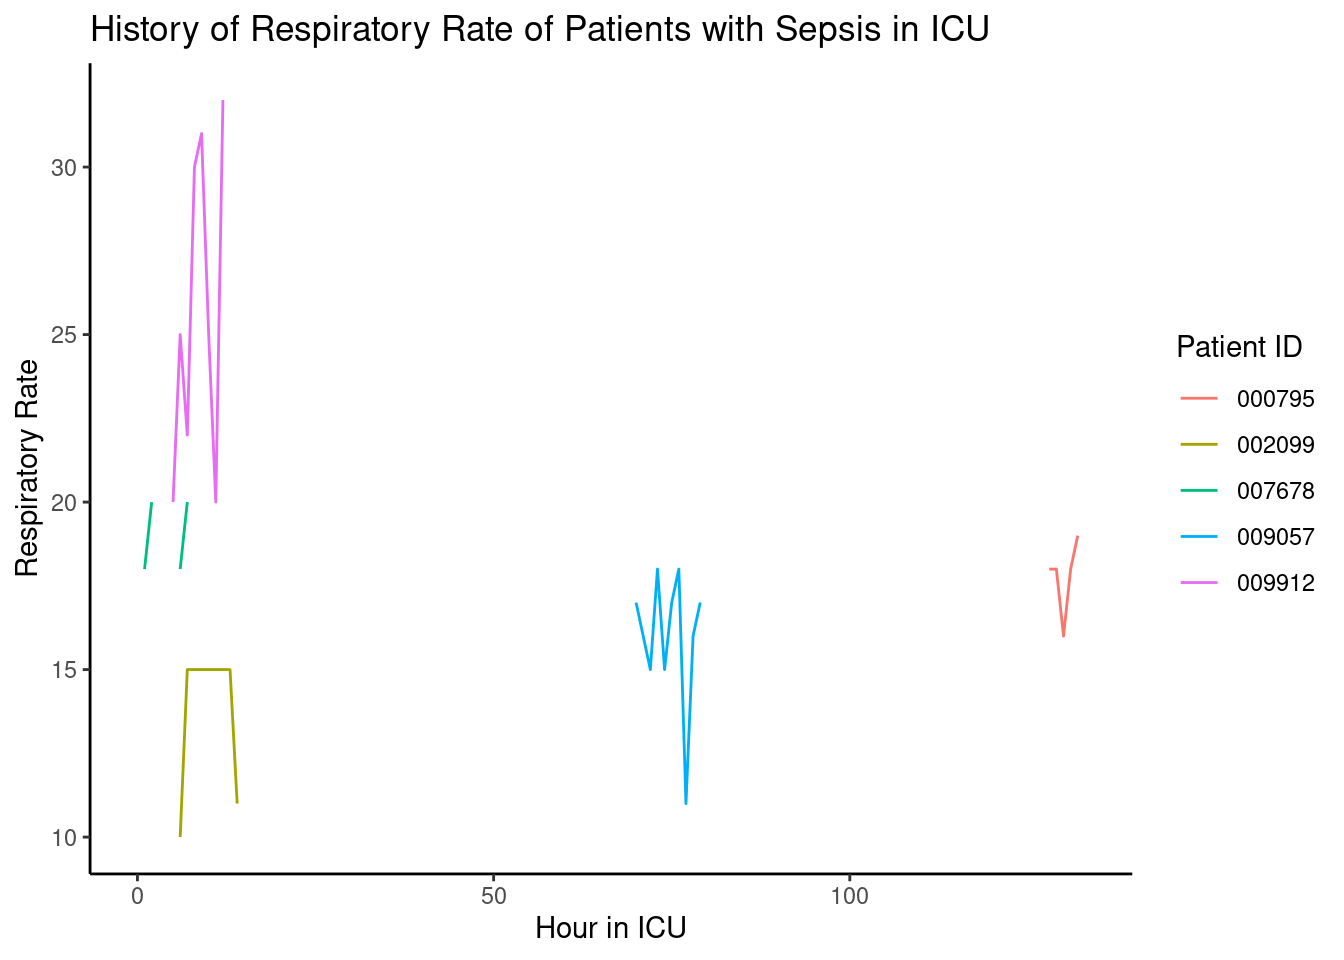 History of Respiratory Rate of Patients with Sepsis in ICU
30
25
20
15
10
Respiratory Rate
0 50 100
Hour in ICU
Patient ID
000795
002099
007678
009057
009912